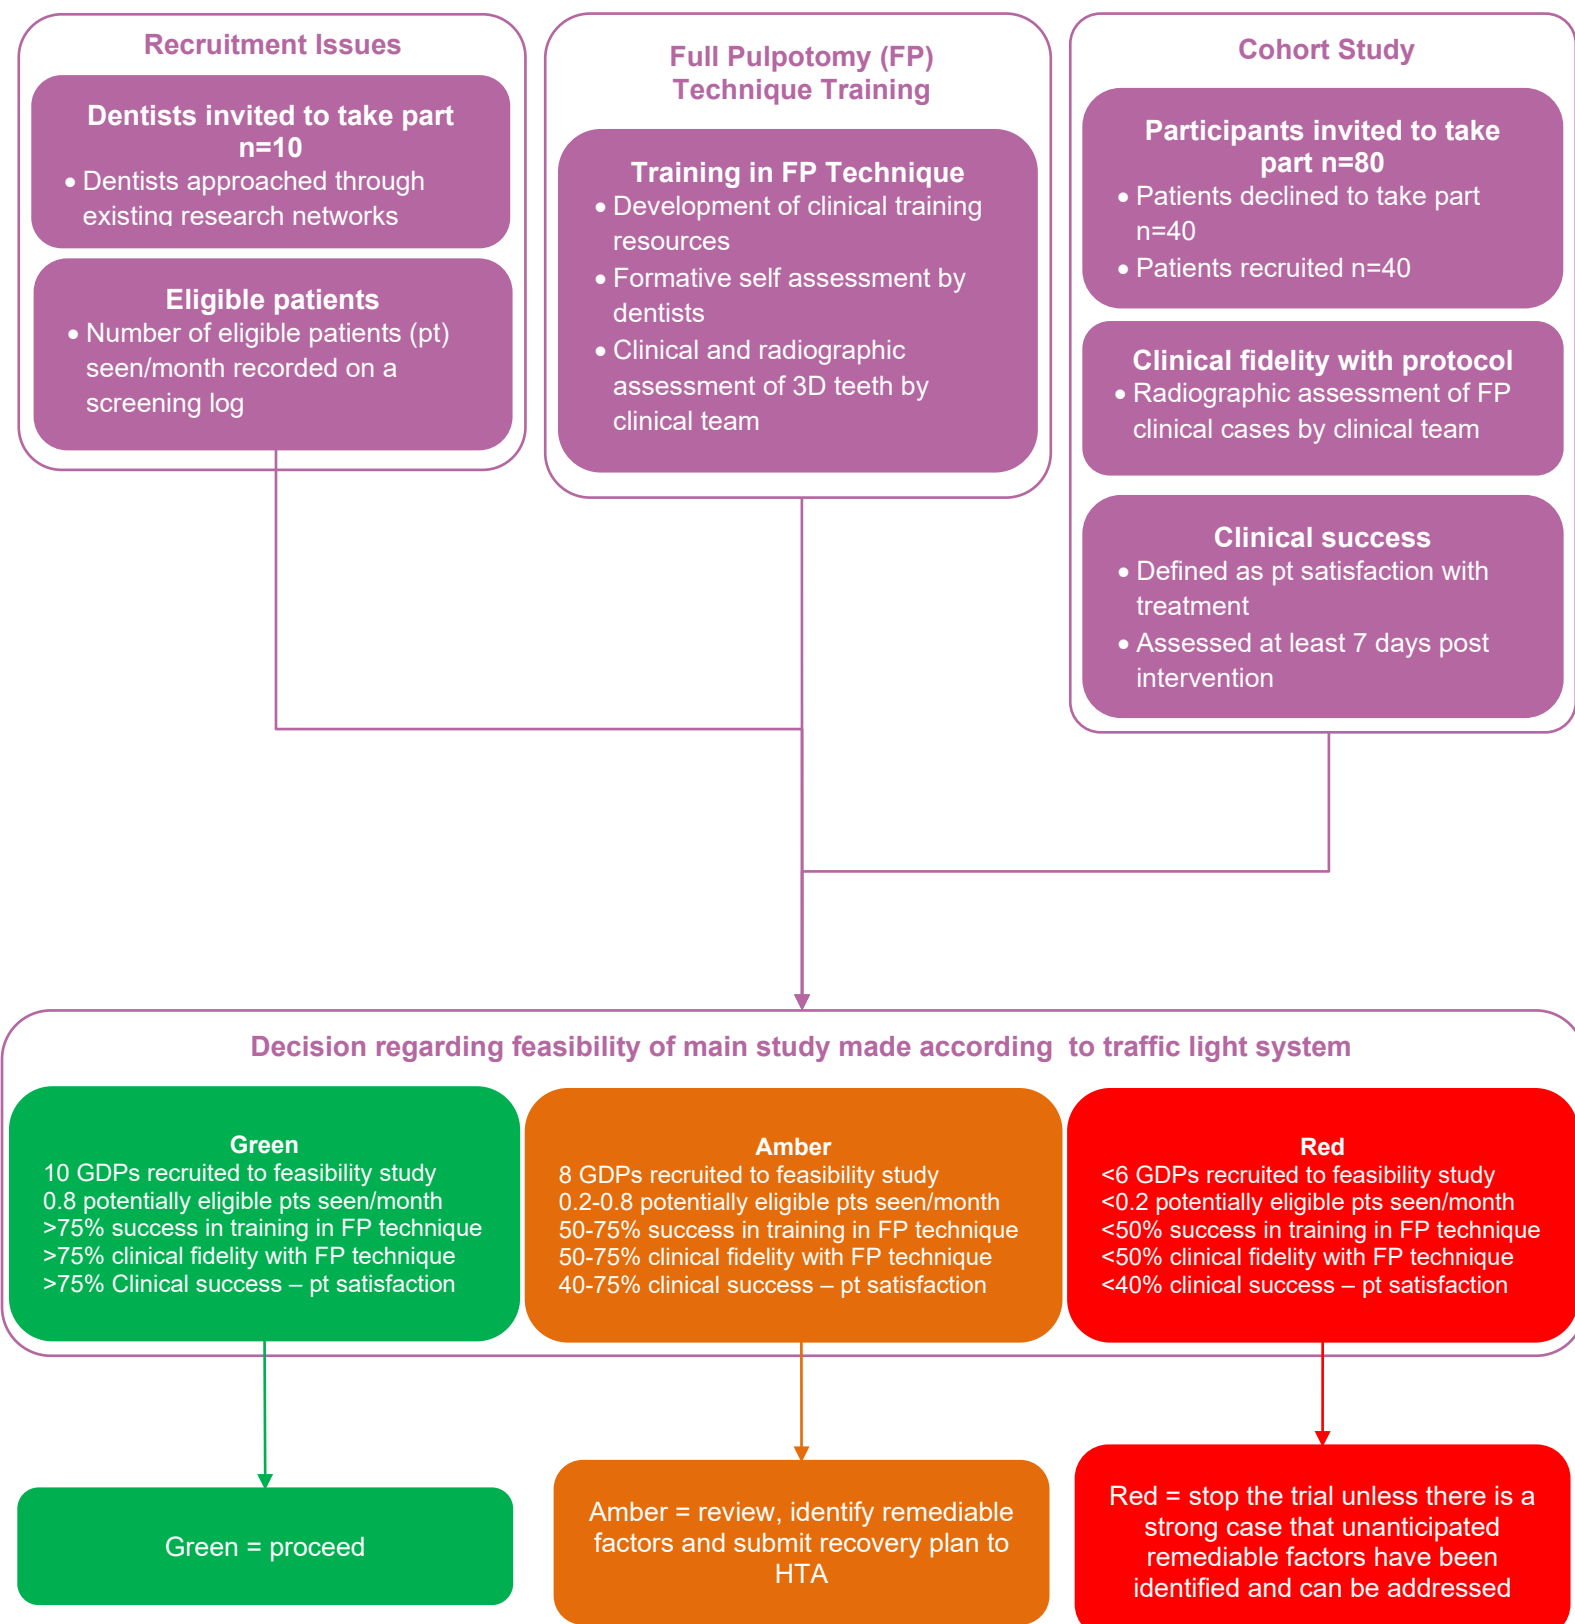 Recruitment Issues
Dentists invited to take part
n=10
• Dentists approached through
existing research networks
Eligible patients
• Number of eligible patients (pt)
seen/month recorded on a
screening log
Full Pulpotomy (FP)
Technique Training
Training in FP Technique
• Development of clinical training
resources
• Formative self assessment by
dentists
• Clinical and radiographic
assessment of 3D teeth by
clinical team
Cohort Study
Participants invited to take
part n=80
• Patients declined to take part
n=40
• Patients recruited n=40
Clinical fidelity with protocol
• Radiographic assessment of FP
clinical cases by clinical team
Clinical success
• Defined as pt satisfaction with
treatment
• Assessed at least 7 days post
intervention
Decision regarding feasibility of main study made according to traffic light system
Green
10 GDPs recruited to feasibility study
0.8 potentially eligible pts seen/month
>75% success in training in FP technique
>75% clinical fidelity with FP technique
>75% Clinical success – pt satisfaction
Amber
8 GDPs recruited to feasibility study
0.2-0.8 potentially eligible pts seen/month
50-75% success in training in FP technique
50-75% clinical fidelity with FP technique
40-75% clinical success – pt satisfaction
Red
<6 GDPs recruited to feasibility study
<0.2 potentially eligible pts seen/month
<50% success in training in FP technique
<50% clinical fidelity with FP technique
<40% clinical success – pt satisfaction
Green = proceed
Amber = review, identify remediable
factors and submit recovery plan to
HTA
Red = stop the trial unless there is a
strong case that unanticipated
remediable factors have been
identified and can be addressed